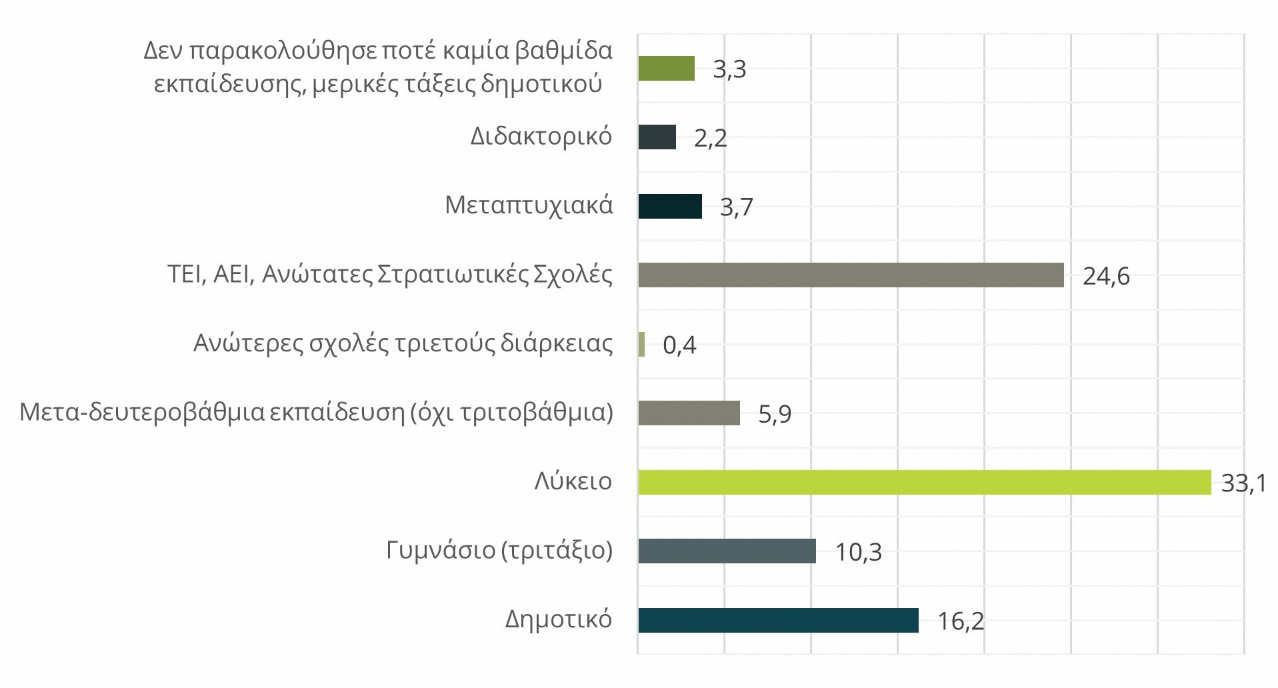 Δεν παρακολούθησε ποτέ καμία βαθμίδα
εκπαίδευσης, μερικές τάξεις δημοτικού
3,3
Διδακτορικό
2,2
Μεταπτυχιακά
3,7
ΤΕΙ, ΑΕΙ, Ανώτατες Στρατιωτικές Σχολές
24,6
Ανώτερες σχολές τριετούς διάρκειας
0,4
Μετα-δευτεροβάθμια εκπαίδευση (όχι τριτοβάθμια)
5,9
Λύκειο
33,1
Γυμνάσιο (τριτάξιο)
10,3
Δημοτικό
16,2